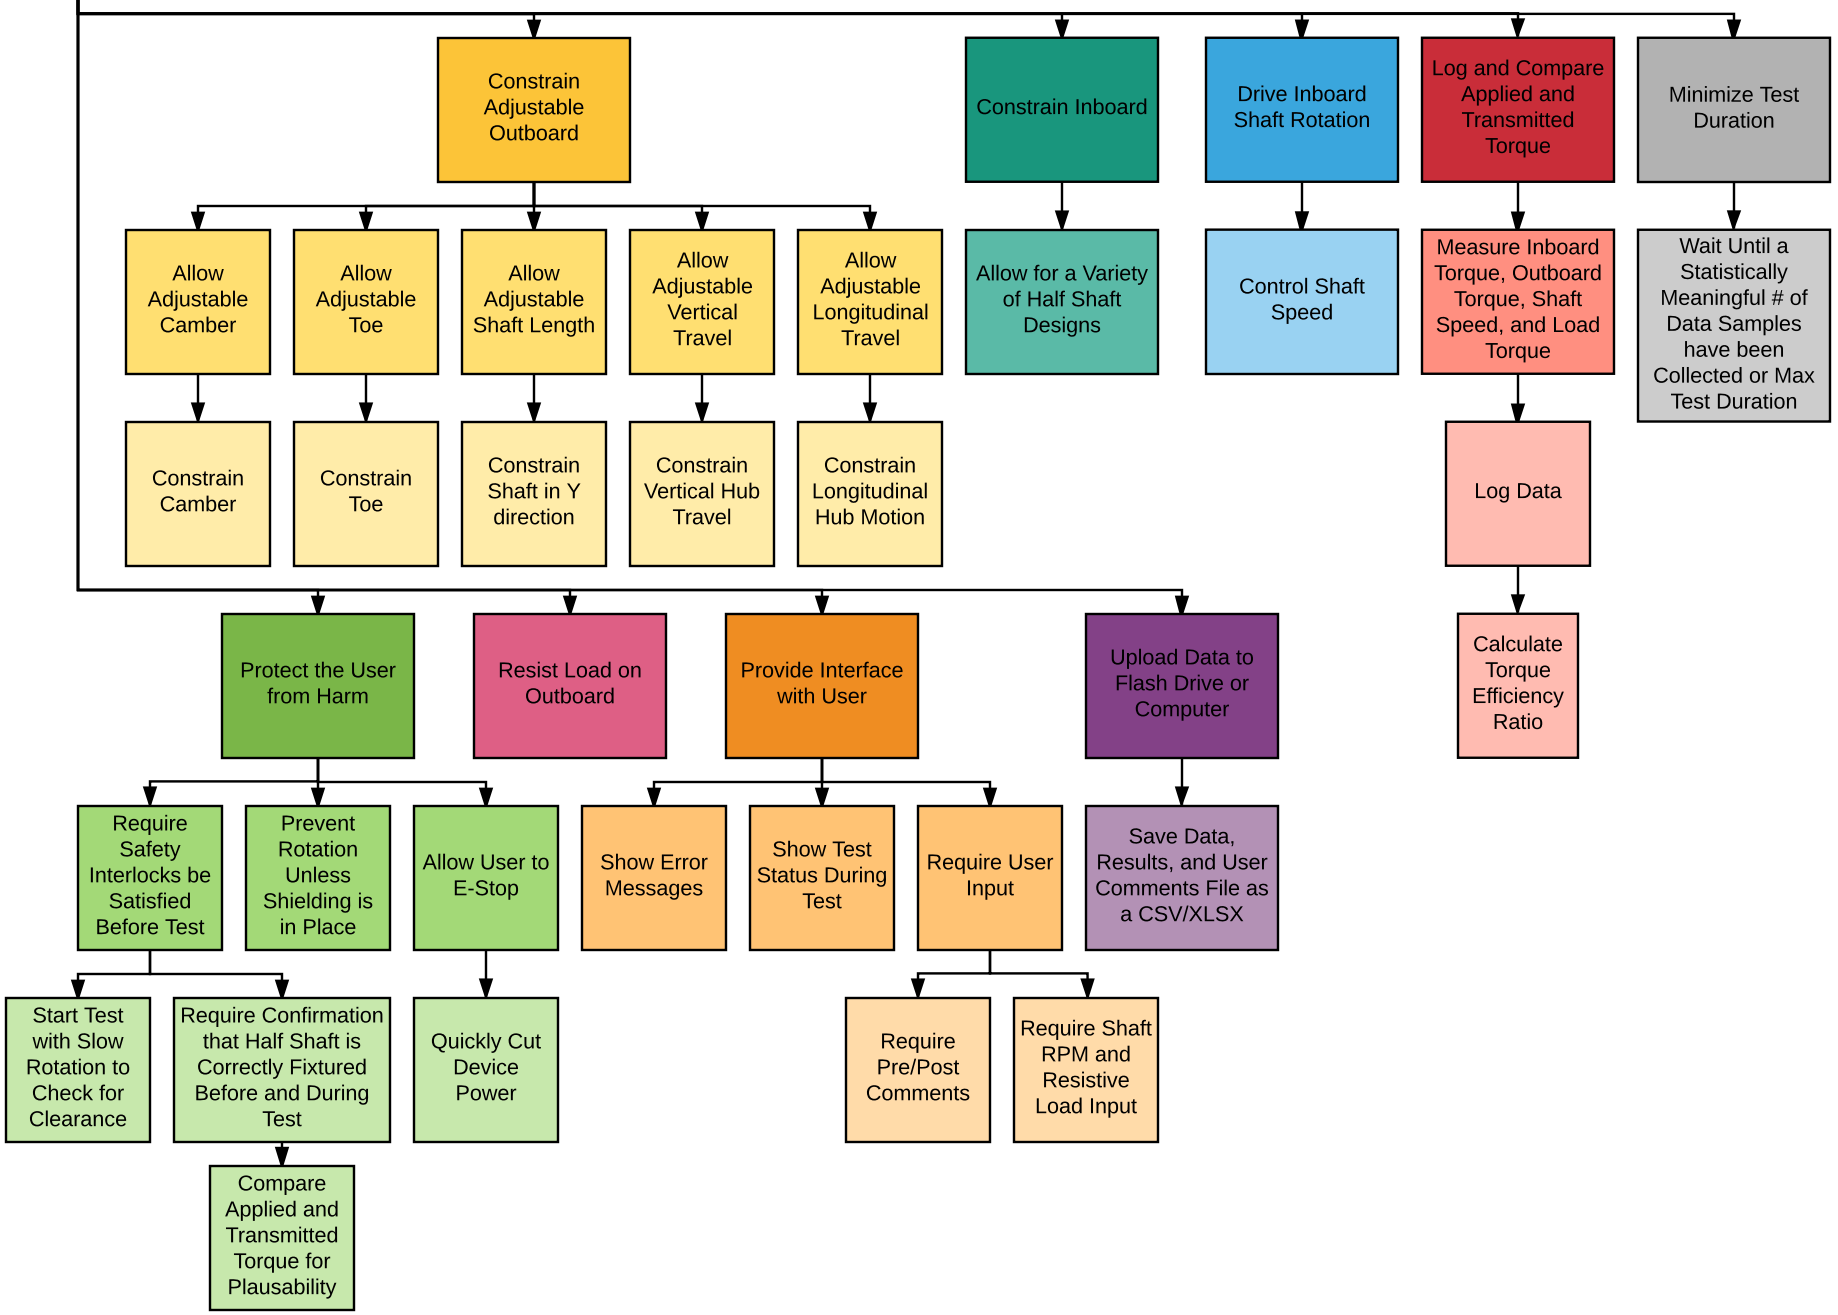 Constrain
Adjustable
Outboard
Constrain Inboard
Drive Inboard
Shaft Rotation
Log and Compare
Applied and
Transmitted
Torque
Minimize Test
Duration
Allow
Adjustable
Camber
Allow
Adjustable
Toe
Allow
Adjustable
Shaft Length
Allow
Adjustable
Vertical
Travel
Allow
Adjustable
Longitudinal
Travel
Allow for a Variety
of Half Shaft
Designs
Control Shaft
Speed
Measure Inboard
Torque, Outboard
Torque, Shaft
Speed, and Load
Torque
Wait Until a
Statistically
Meaningful # of
Data Samples
have been
Collected or Max
Test Duration
Constrain
Camber
Constrain
Toe
Constrain
Shaft in Y
direction
Constrain
Vertical Hub
Travel
Constrain
Longitudinal
Hub Motion
Log Data
Protect the User
from Harm
Resist Load on
Outboard
Provide Interface
with User
Upload Data to
Flash Drive or
Computer
Calculate
Torque
Efficiency
Ratio
Require
Safety
Interlocks be
Satisfied
Before Test
Prevent
Rotation
Unless
Shielding is
in Place
Allow User to
E-Stop
Show Error
Messages
Show Test
Status During
Test
Require User
Input
Save Data,
Results, and User
Comments File as
a CSV/XLSX
Start Test
with Slow
Rotation to
Check for
Clearance
Require Confirmation
that Half Shaft is
Correctly Fixtured
Before and During
Test
Quickly Cut
Device
Power
Require
Pre/Post
Comments
Require Shaft
RPM and
Resistive
Load Input
Compare
Applied and
Transmitted
Torque for
Plausability